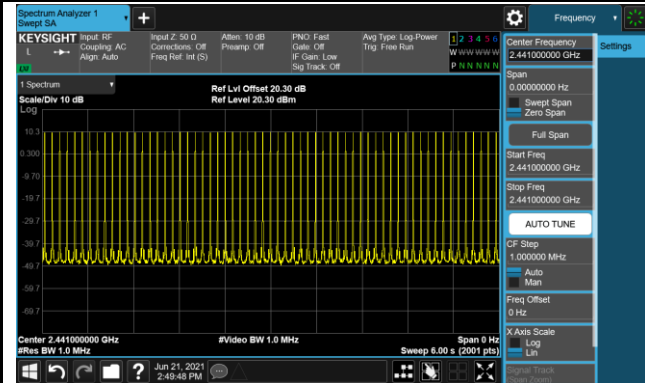 Spectrum Analyzer 1
Swept SA
+
Frequency
KEYSIGHT
L
Input: RF
Coupling: AC
Align: Auto
Input Z: 50 Ω
Corrections: Off
Freq Ref: Int (S)
Atten: 10 dB
Preamp: Off
PNO: Fast
Gate: Off
IF Gain: Low
Sig Track: Off
Avg Type: Log-Power
Trig: Free Run
1 2 3 4 5 6
W W W W W W
P N N N N N
1 Spectrum
Scale/Div 10 dB
Log
Ref Lvl Offset 20.30 dB
Ref Level 20.30 dBm
10.3
0.300
-9.70
-19.7
-29.7
-39.7
-49.7
-59.7
-69.7
Center 2.441000000 GHz
#Res BW 1.0 MHz
#Video BW 1.0 MHz
Span 0 Hz
Sweep 6.00 s (2001 pts)
Center Frequency
2.441000000 GHz
Settings
Span
0.00000000 Hz
Swept Span
Zero Span
Full Span
Start Freq
2.441000000 GHz
Stop Freq
2.441000000 GHz
AUTO TUNE
CF Step
1.000000 MHz
Auto
Man
Freq Offset
0 Hz
X Axis Scale
Log
Lin
Signal Track
(Span Zoom)
?
Jun 21, 2021
2:49:48 PM